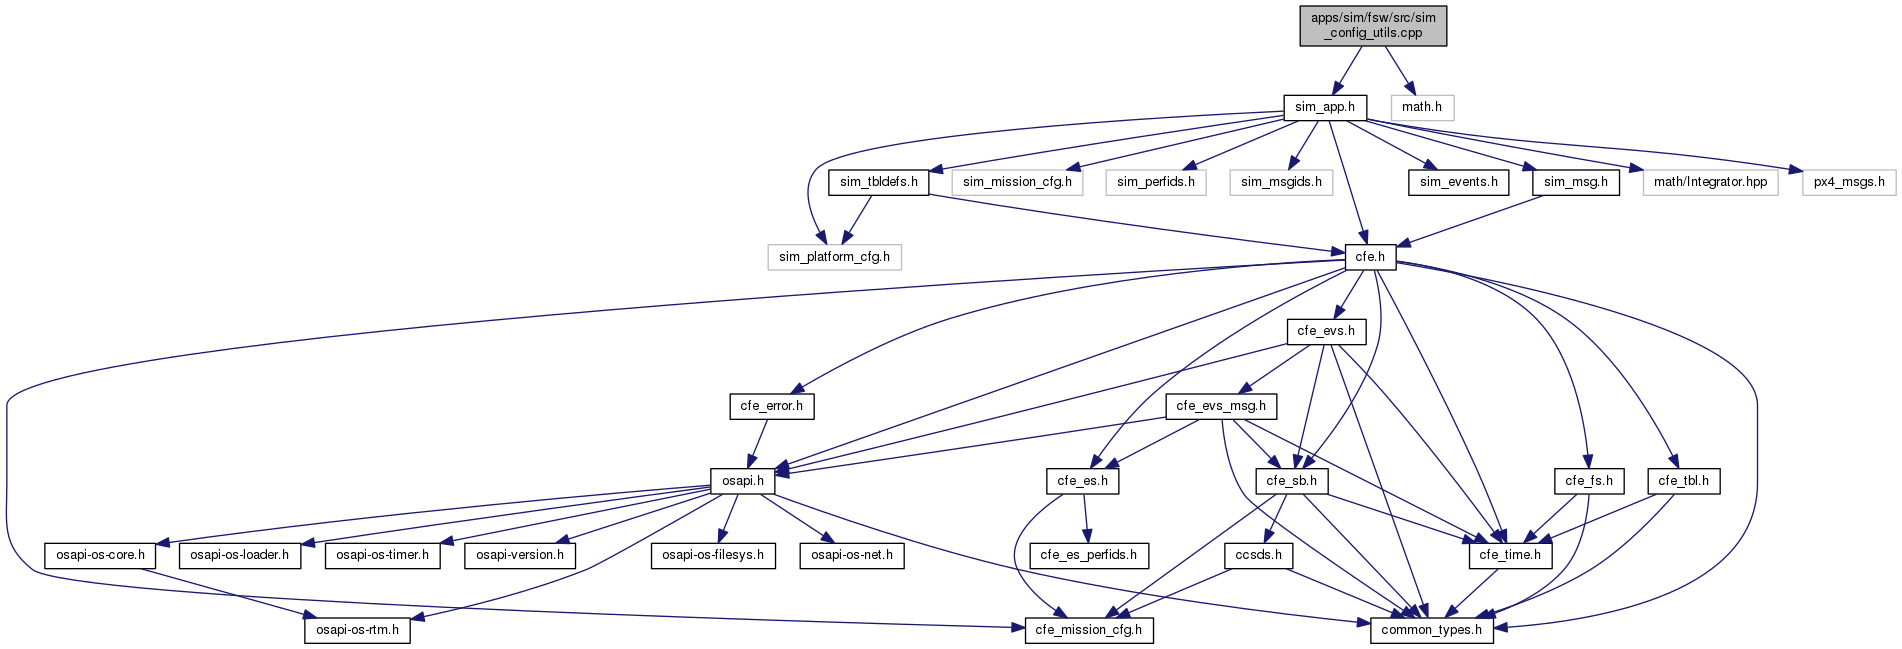 apps/sim/fsw/src/sim
_config_utils.cpp
sim_app.h
math.h
sim_tbldefs.h
sim_mission_cfg.h
sim_perfids.h
sim_msgids.h
sim_events.h
sim_msg.h
math/Integrator.hpp
px4_msgs.h
sim_platform_cfg.h
cfe.h
cfe_evs.h
cfe_error.h
cfe_evs_msg.h
osapi.h
cfe_es.h
cfe_sb.h
cfe_fs.h
cfe_tbl.h
osapi-os-core.h
osapi-os-loader.h
osapi-os-timer.h
osapi-version.h
osapi-os-filesys.h
osapi-os-net.h
cfe_es_perfids.h
ccsds.h
cfe_time.h
osapi-os-rtm.h
cfe_mission_cfg.h
common_types.h